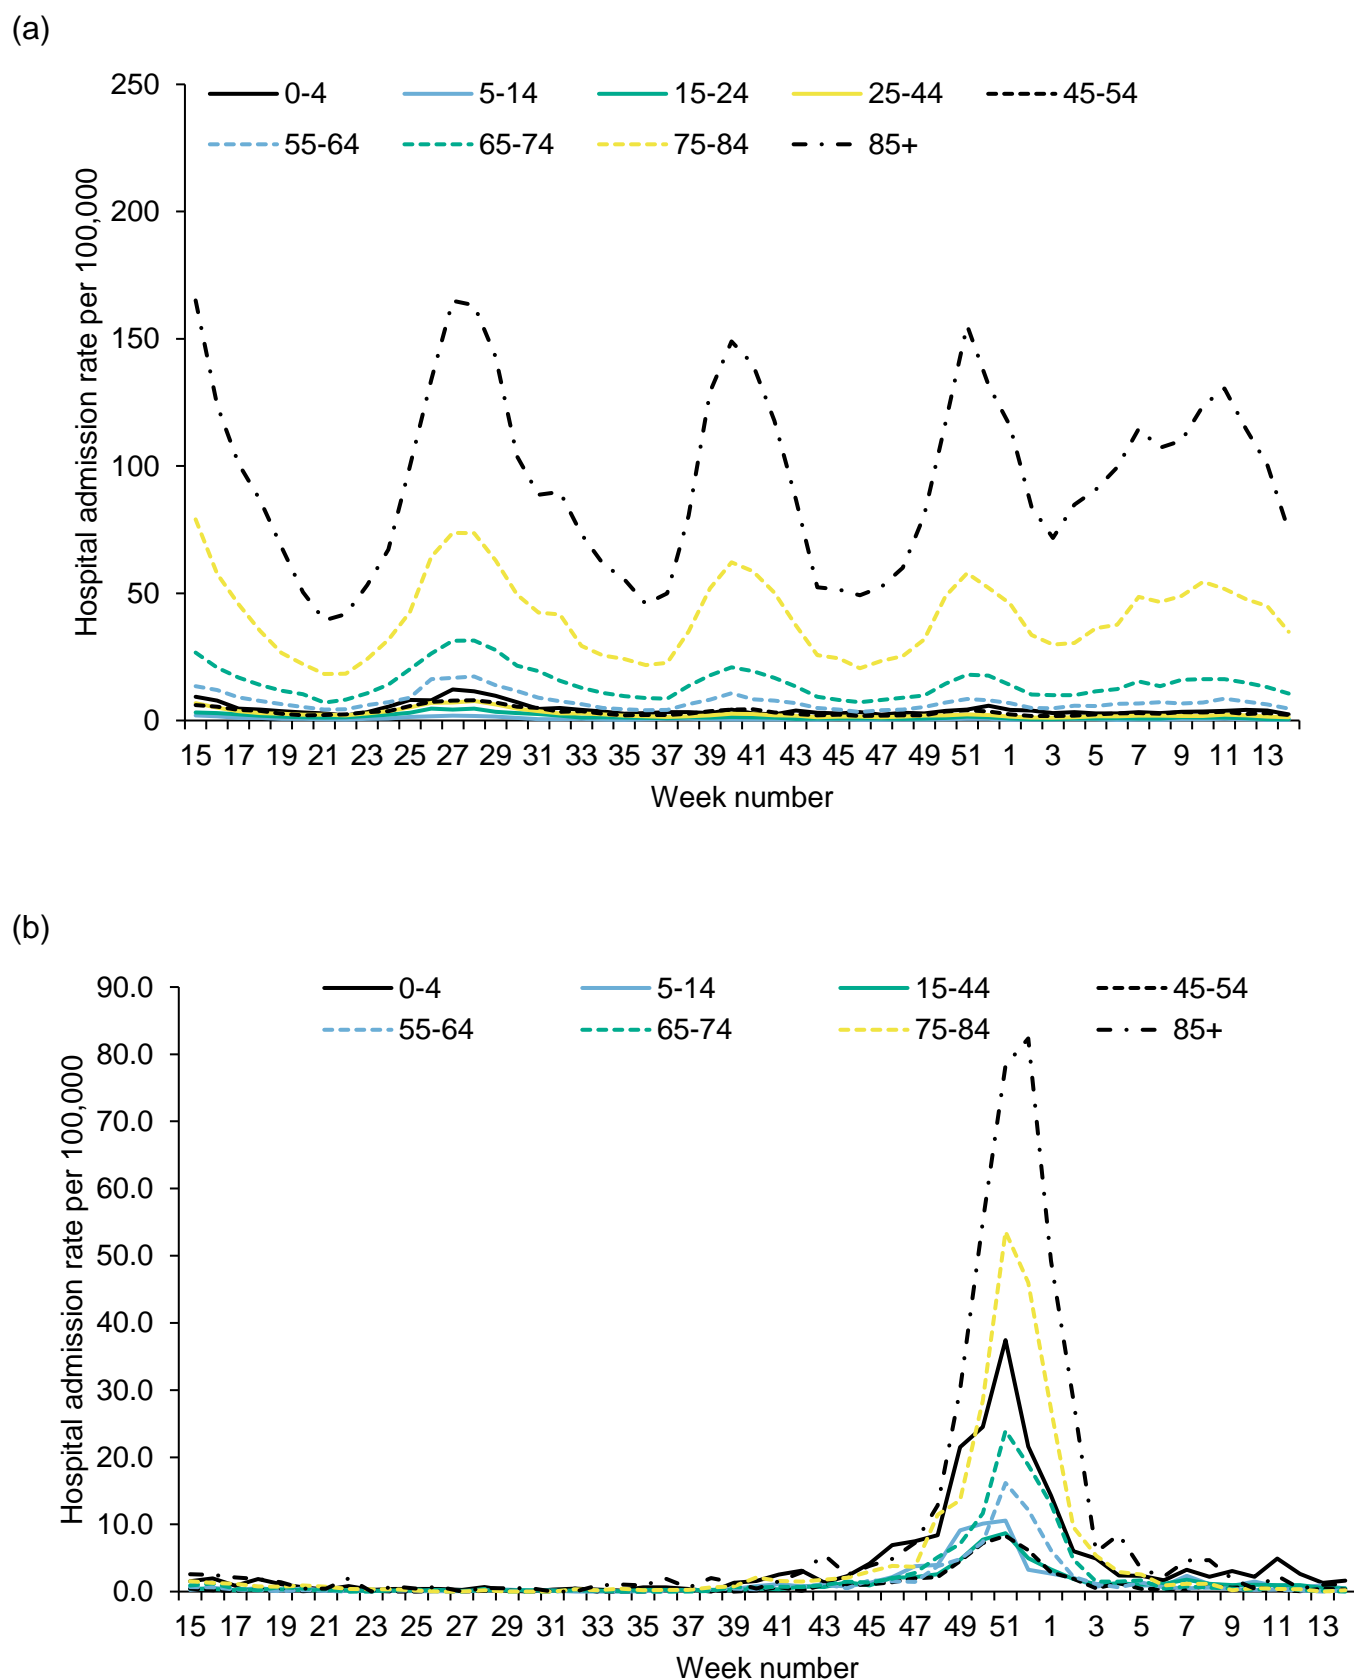 (a)
250
200
150
100
50
0
Hospital admission rate per 100,000
0-4 5-14 15-24 25-44 45-54
55-64 65-74 75-84 85+
15 17 19 21 23 25 27 29 31 33 35 37 39 41 43 45 47 49 51 1 3 5 7 9 11 13
Week number
(b)
90.0
80.0
70.0
60.0
50.0
40.0
30.0
20.0
10.0
0.0
Hospital admission rate per 100,000
0-4 5-14 15-44 45-54
55-64 65-74 75-84 85+
15 17 19 21 23 25 27 29 31 33 35 37 39 41 43 45 47 49 51 1 3 5 7 9 11 13
Week number